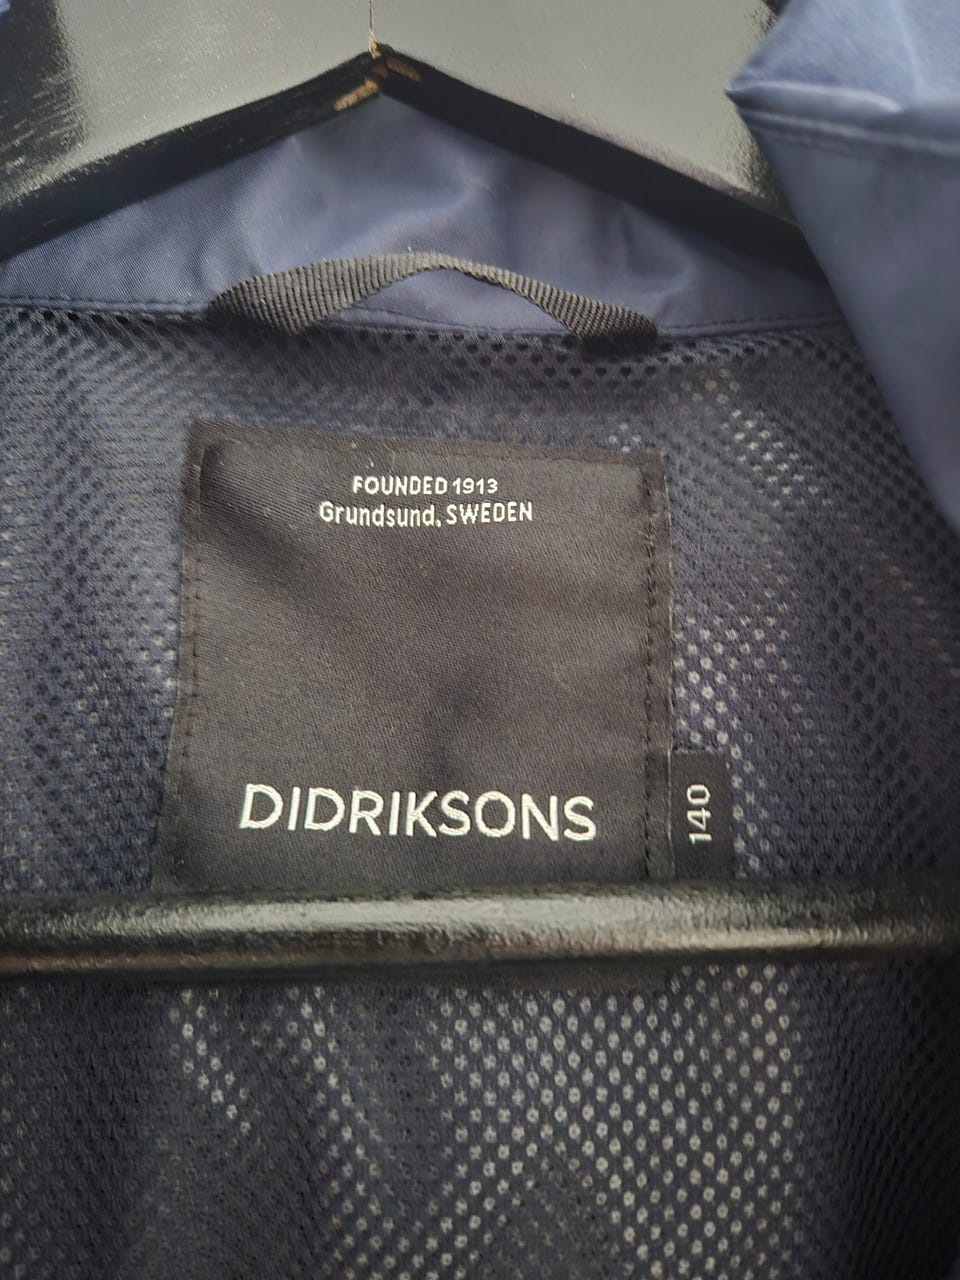 FOUNDED 1913
Grundsund, SWEDEN
DIDRIKSONS
140